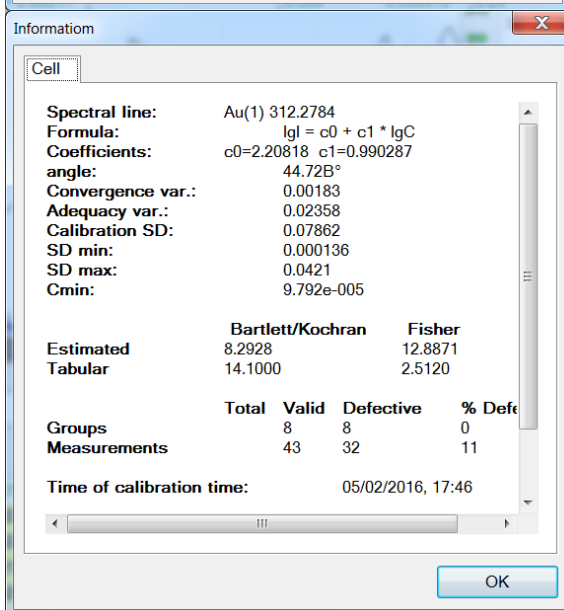 Informatiom
Cell
Spectral line: Au(1) 312.2784
Formula: lgI = c0 + c1 * lgC
Coefficients: c0=2.20818 c1=0.990287
angle: 44.72B°
Convergence var.: 0.00183
Adequacy var.: 0.02358
Calibration SD: 0.07862
SD min: 0.000136
SD max: 0.0421
Cmin: 9.792e-005
Bartlett/Kochran Fisher
Estimated 8.2928 12.8871
Tabular 14.1000 2.5120
Total Valid Defective % Defe
Groups 8 8 0
Measurements 43 32 11
Time of calibration time: 05/02/2016, 17:46
OK